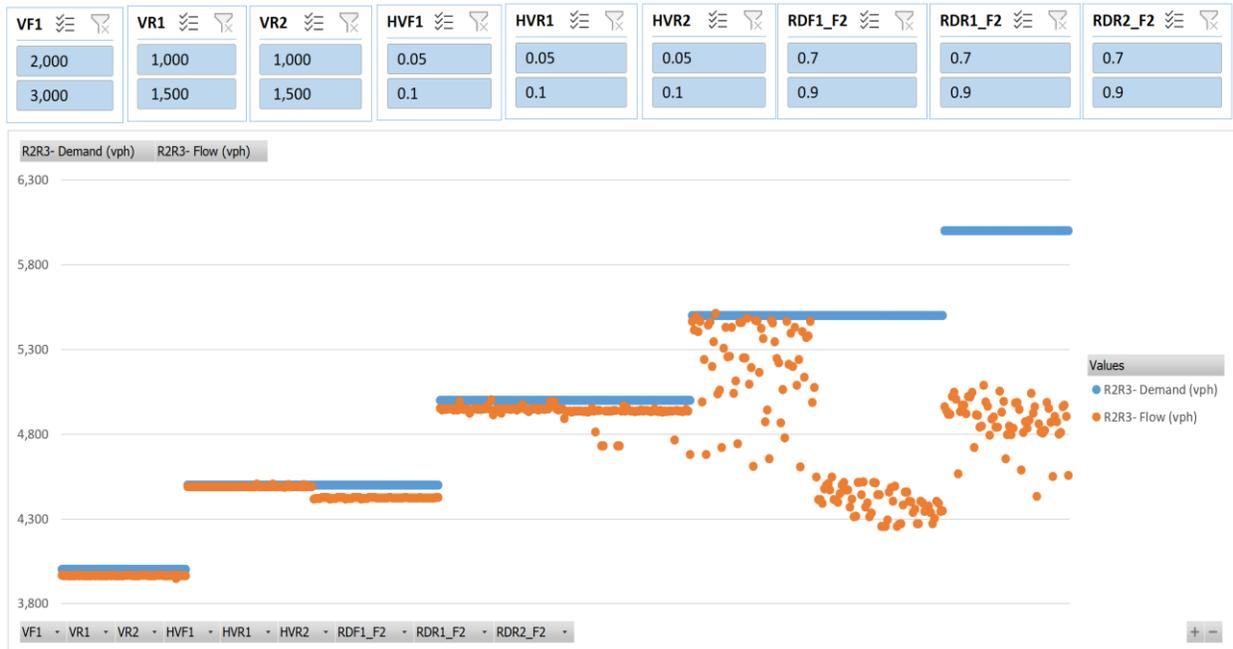 VF1 VR1 VR2 HVF1 HVR1 HVR2 RDF1_F2 RDR1_F2 RDR2_F2
2,000 1,000 1,000 0.05 0.05 0.05 0.7 0.7 0.7
3,000 1,500 1,500 0.1 0.1 0.1 0.9 0.9 0.9
R2R3- Demand (vph) R2R3- Flow (vph)
6,300
5,800
5,300
4,800
4,300
3,800
Values
R2R3- Demand (vph)
R2R3- Flow (vph)
VF1 VR1 VR2 HVF1 HVR1 HVR2 RDF1_F2 RDR1_F2 RDR2_F2
+ −